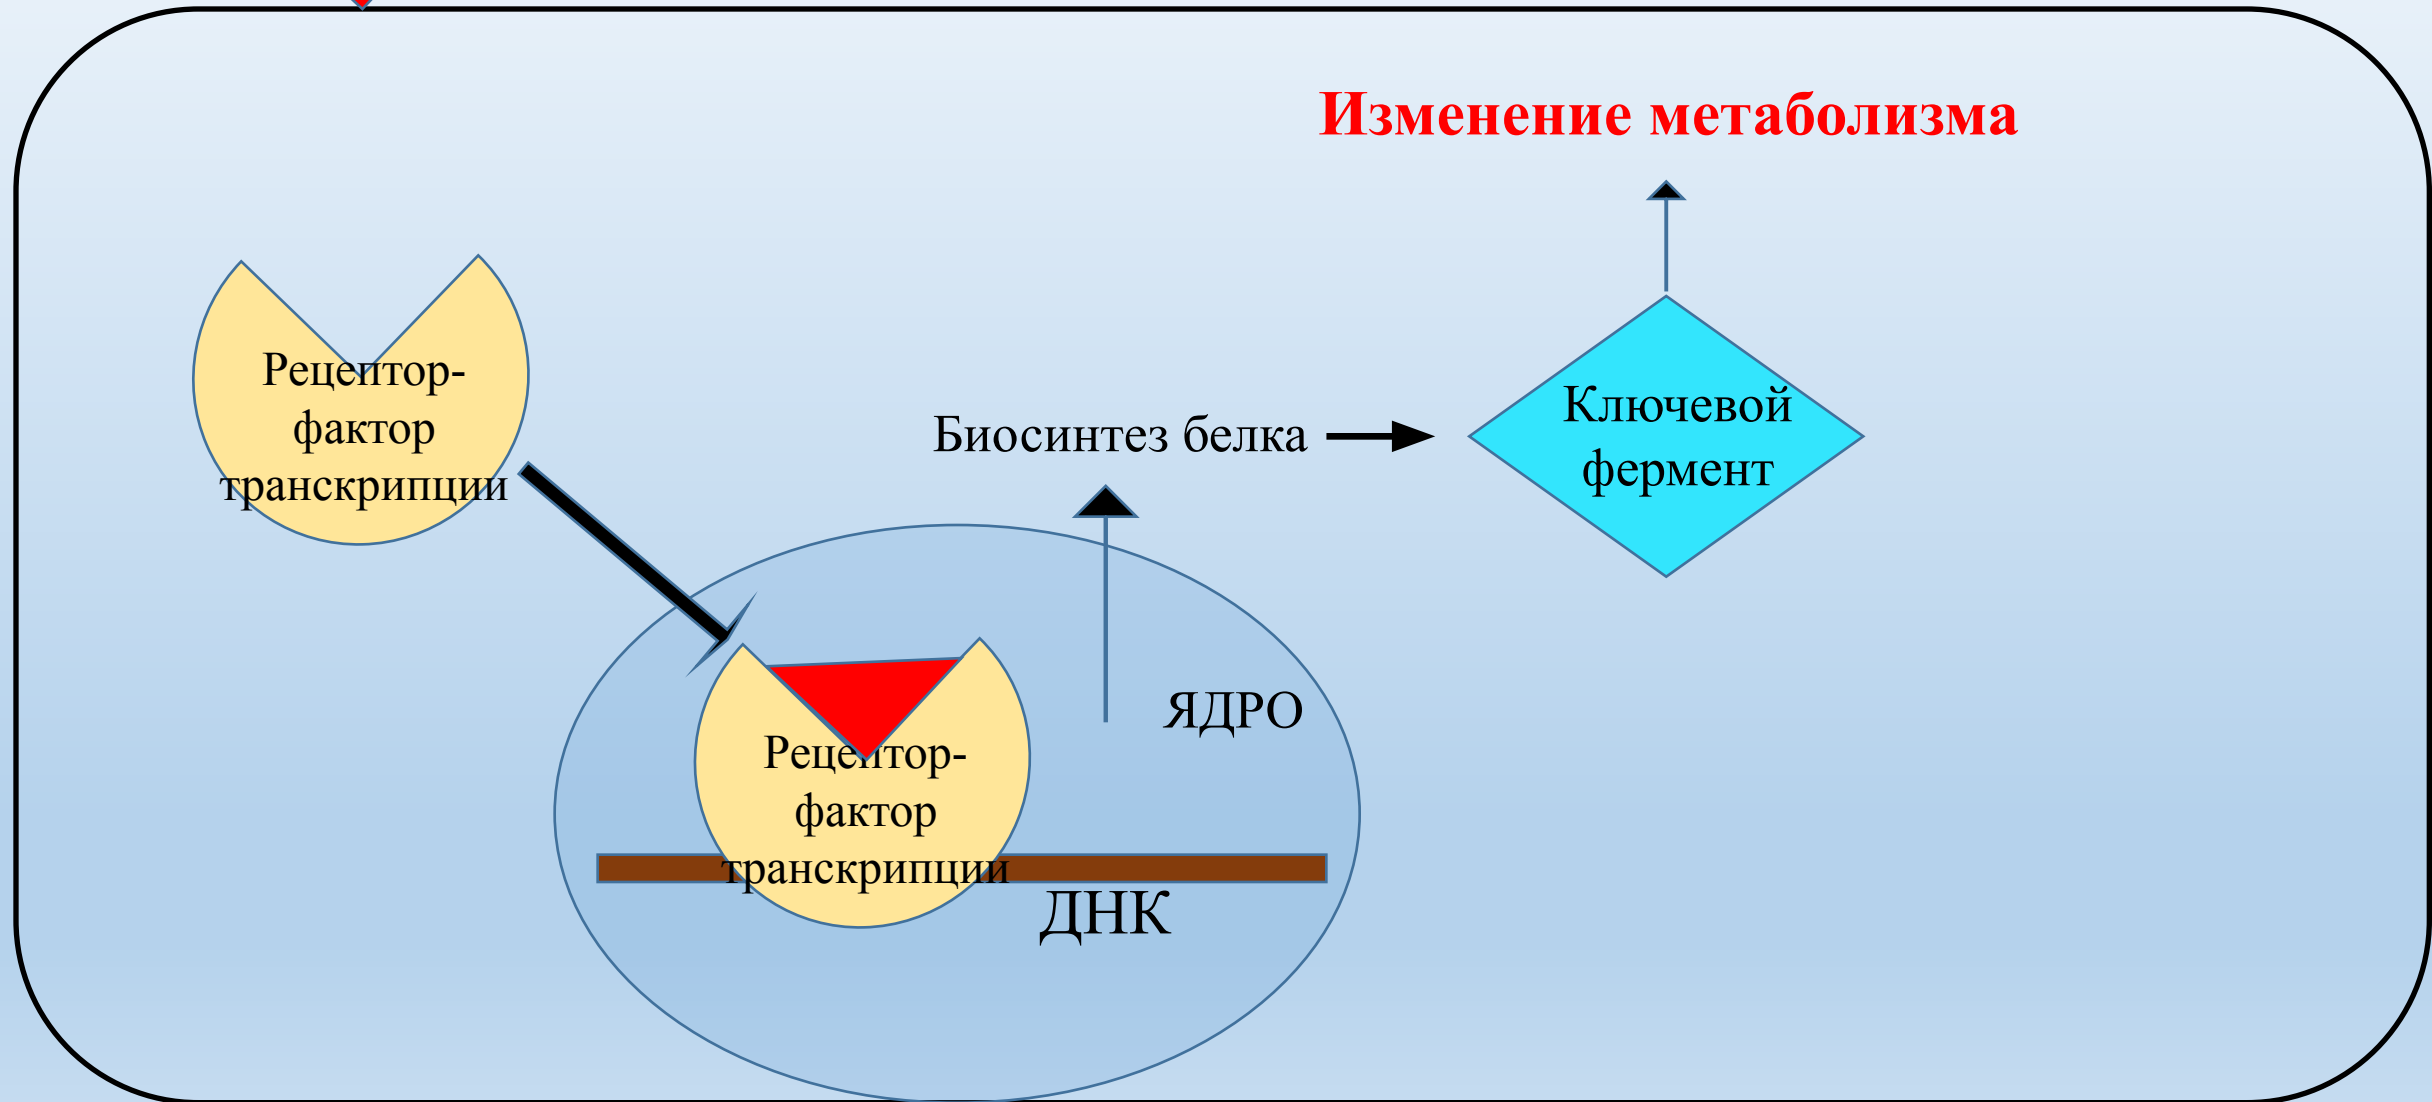 Изменение метаболизма
Рецептор-
фактор
транскрипции
Биосинтез белка
Ключевой
фермент
ЯДРО
Рецептор-
фактор
транскрипции
ДНК